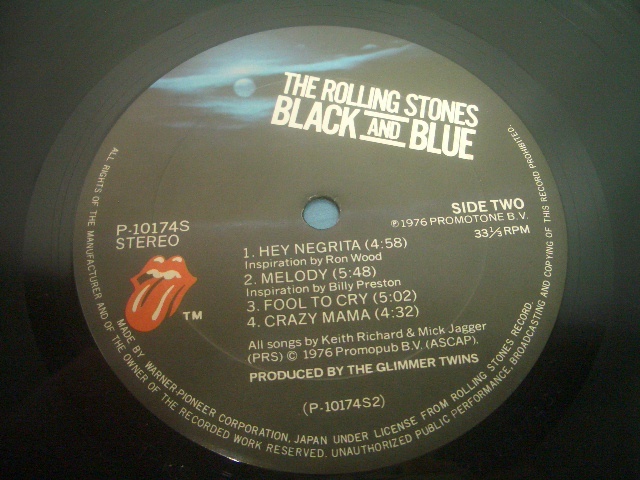 THE ROLLING STONES
BLACK AND BLUE
P-10174S
STEREO
SIDE TWO
℗ 1976 PROMOTONE B.V.
33⅓ RPM
1. HEY NEGRITA (4:58)
Inspiration by Ron Wood
2. MELODY (5:48)
Inspiration by Billy Preston
3. FOOL TO CRY (5:02)
4. CRAZY MAMA (4:32)
TM
All songs by Keith Richard & Mick Jagger
(PRS) © 1976 Promopub B.V. (ASCAP).
PRODUCED BY THE GLIMMER TWINS
(P-10174S2)
MADE BY WARNER-PIONEER CORPORATION, JAPAN UNDER LICENSE FROM ROLLING STONES RECORD.
ALL RIGHTS OF THE MANUFACTURER AND OF THE OWNER OF THE RECORDED WORK RESERVED. UNAUTHORIZED PUBLIC PERFORMANCE, BROADCASTING AND COPYING OF THIS RECORD PROHIBITED.